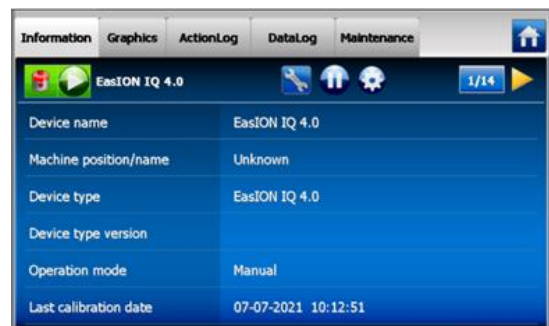 Information Graphics ActionLog DataLog Maintenance
EasION IQ 4.0 1/14
Device name EasION IQ 4.0
Machine position/name Unknown
Device type EasION IQ 4.0
Device type version
Operation mode Manual
Last calibration date 07-07-2021 10:12:51